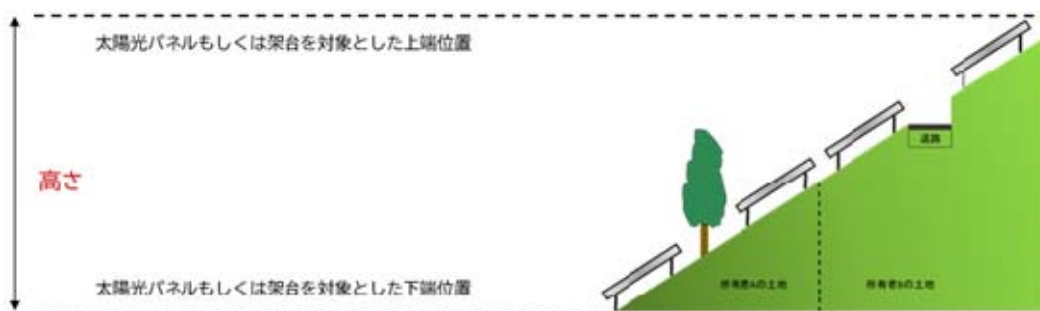 太陽光パネルもしくは架台を対象とした上端位置
道路
高さ
太陽光パネルもしくは架台を対象とした下端位置
所有者Aの土地
所有者Bの土地